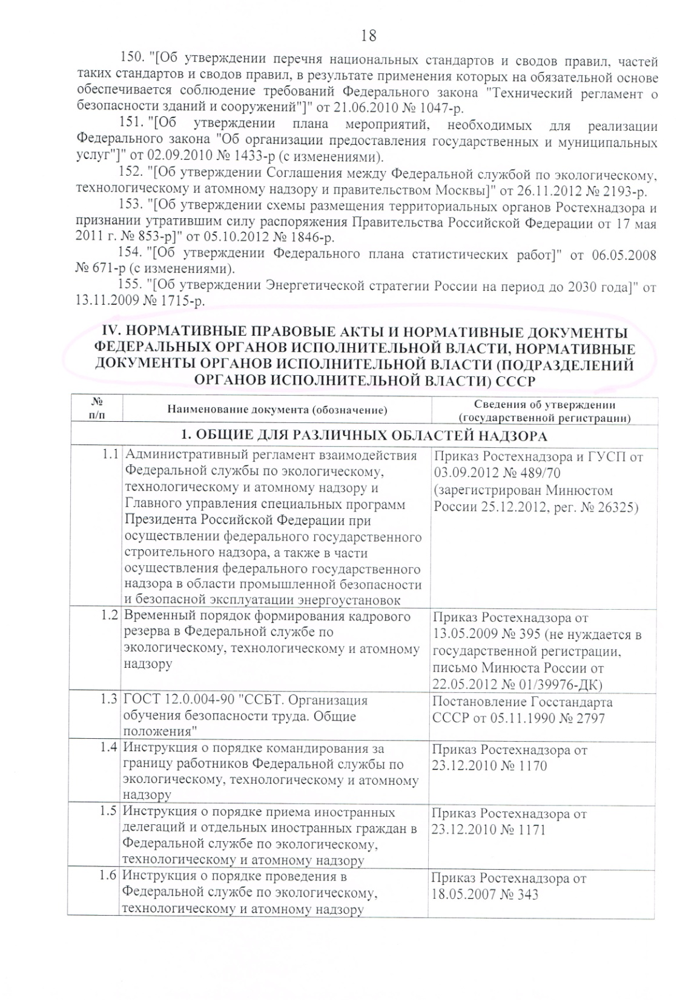 18
150. "[Об утверждении перечня национальных стандартов и сводов правил, частей
таких стандартов и сводов правил, в результате применения которых на обязательной основе
обеспечивается соблюдение требований Федерального закона "Технический регламент о
безопасности зданий и сооружений"]" от 21.06.2010 № 1047-р.
151. "[Об утверждении плана мероприятий, необходимых для реализации
Федерального закона "Об организации предоставления государственных и муниципальных
услуг"]" от 02.09.2010 № 1433-р (с изменениями).
152. "[Об утверждении Соглашения между Федеральной службой по экологическому,
технологическому и атомному надзору и правительством Москвы]" от 26.11.2012 № 2193-р.
153. "[Об утверждении схемы размещения территориальных органов Ростехнадзора и
признании утратившим силу распоряжения Правительства Российской Федерации от 17 мая
2011 г. № 853-р]" от 05.10.2012 № 1846-р.
154. "[Об утверждении Федерального плана статистических работ]" от 06.05.2008
№ 671-р (с изменениями).
155. "[Об утверждении Энергетической стратегии России на период до 2030 года]" от
13.11.2009 № 1715-р.
IV. НОРМАТИВНЫЕ ПРАВОВЫЕ АКТЫ И НОРМАТИВНЫЕ ДОКУМЕНТЫ
ФЕДЕРАЛЬНЫХ ОРГАНОВ ИСПОЛНИТЕЛЬНОЙ ВЛАСТИ, НОРМАТИВНЫЕ
ДОКУМЕНТЫ ОРГАНОВ ИСПОЛНИТЕЛЬНОЙ ВЛАСТИ (ПОДРАЗДЕЛЕНИЙ
ОРГАНОВ ИСПОЛНИТЕЛЬНОЙ ВЛАСТИ) СССР
№
п/п
Наименование документа (обозначение)
Сведения об утверждении
(государственной регистрации)
1. ОБЩИЕ ДЛЯ РАЗЛИЧНЫХ ОБЛАСТЕЙ НАДЗОРА
1.1 Административный регламент взаимодействия
Федеральной службы по экологическому,
технологическому и атомному надзору и
Главного управления специальных программ
Президента Российской Федерации при
осуществлении федерального государственного
строительного надзора, а также в части
осуществления федерального государственного
надзора в области промышленной безопасности
и безопасной эксплуатации энергоустановок
Приказ Ростехнадзора и ГУСП от
03.09.2012 № 489/70
(зарегистрирован Минюстом
России 25.12.2012, рег. № 26325)
1.2 Временный порядок формирования кадрового
резерва в Федеральной службе по
экологическому, технологическому и атомному
надзору
Приказ Ростехнадзора от
13.05.2009 № 395 (не нуждается в
государственной регистрации,
письмо Минюста России от
22.05.2012 № 01/39976-ДК)
1.3 ГОСТ 12.0.004-90 "ССБТ. Организация
обучения безопасности труда. Общие
положения"
Постановление Госстандарта
СССР от 05.11.1990 № 2797
1.4 Инструкция о порядке командирования за
границу работников Федеральной службы по
экологическому, технологическому и атомному
надзору
Приказ Ростехнадзора от
23.12.2010 № 1170
1.5 Инструкция о порядке приема иностранных
делегаций и отдельных иностранных граждан в
Федеральной службе по экологическому,
технологическому и атомному надзору
Приказ Ростехнадзора от
23.12.2010 № 1171
1.6 Инструкция о порядке проведения в
Федеральной службе по экологическому,
технологическому и атомному надзору
Приказ Ростехнадзора от
18.05.2007 № 343